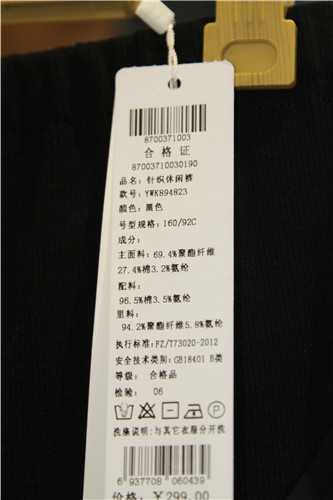 8700371003
合格证
87003710030190
品名：针织休闲裤
款号：YWK894823
颜色：黑色
号型规格：160/92C
成分：
主面料：69.4%聚酯纤维
27.4%棉3.2%氨纶
配料：
96.5%棉3.5%氨纶
里料：
94.2%聚酯纤维5.8%氨纶
执行标准：FZ/T73020-2012
安全技术类别：GB18401 B类
等级： 合格品
检验： 06
P
洗涤说明：与其它衣服分开洗
6 937708 060439
价格：¥299.00